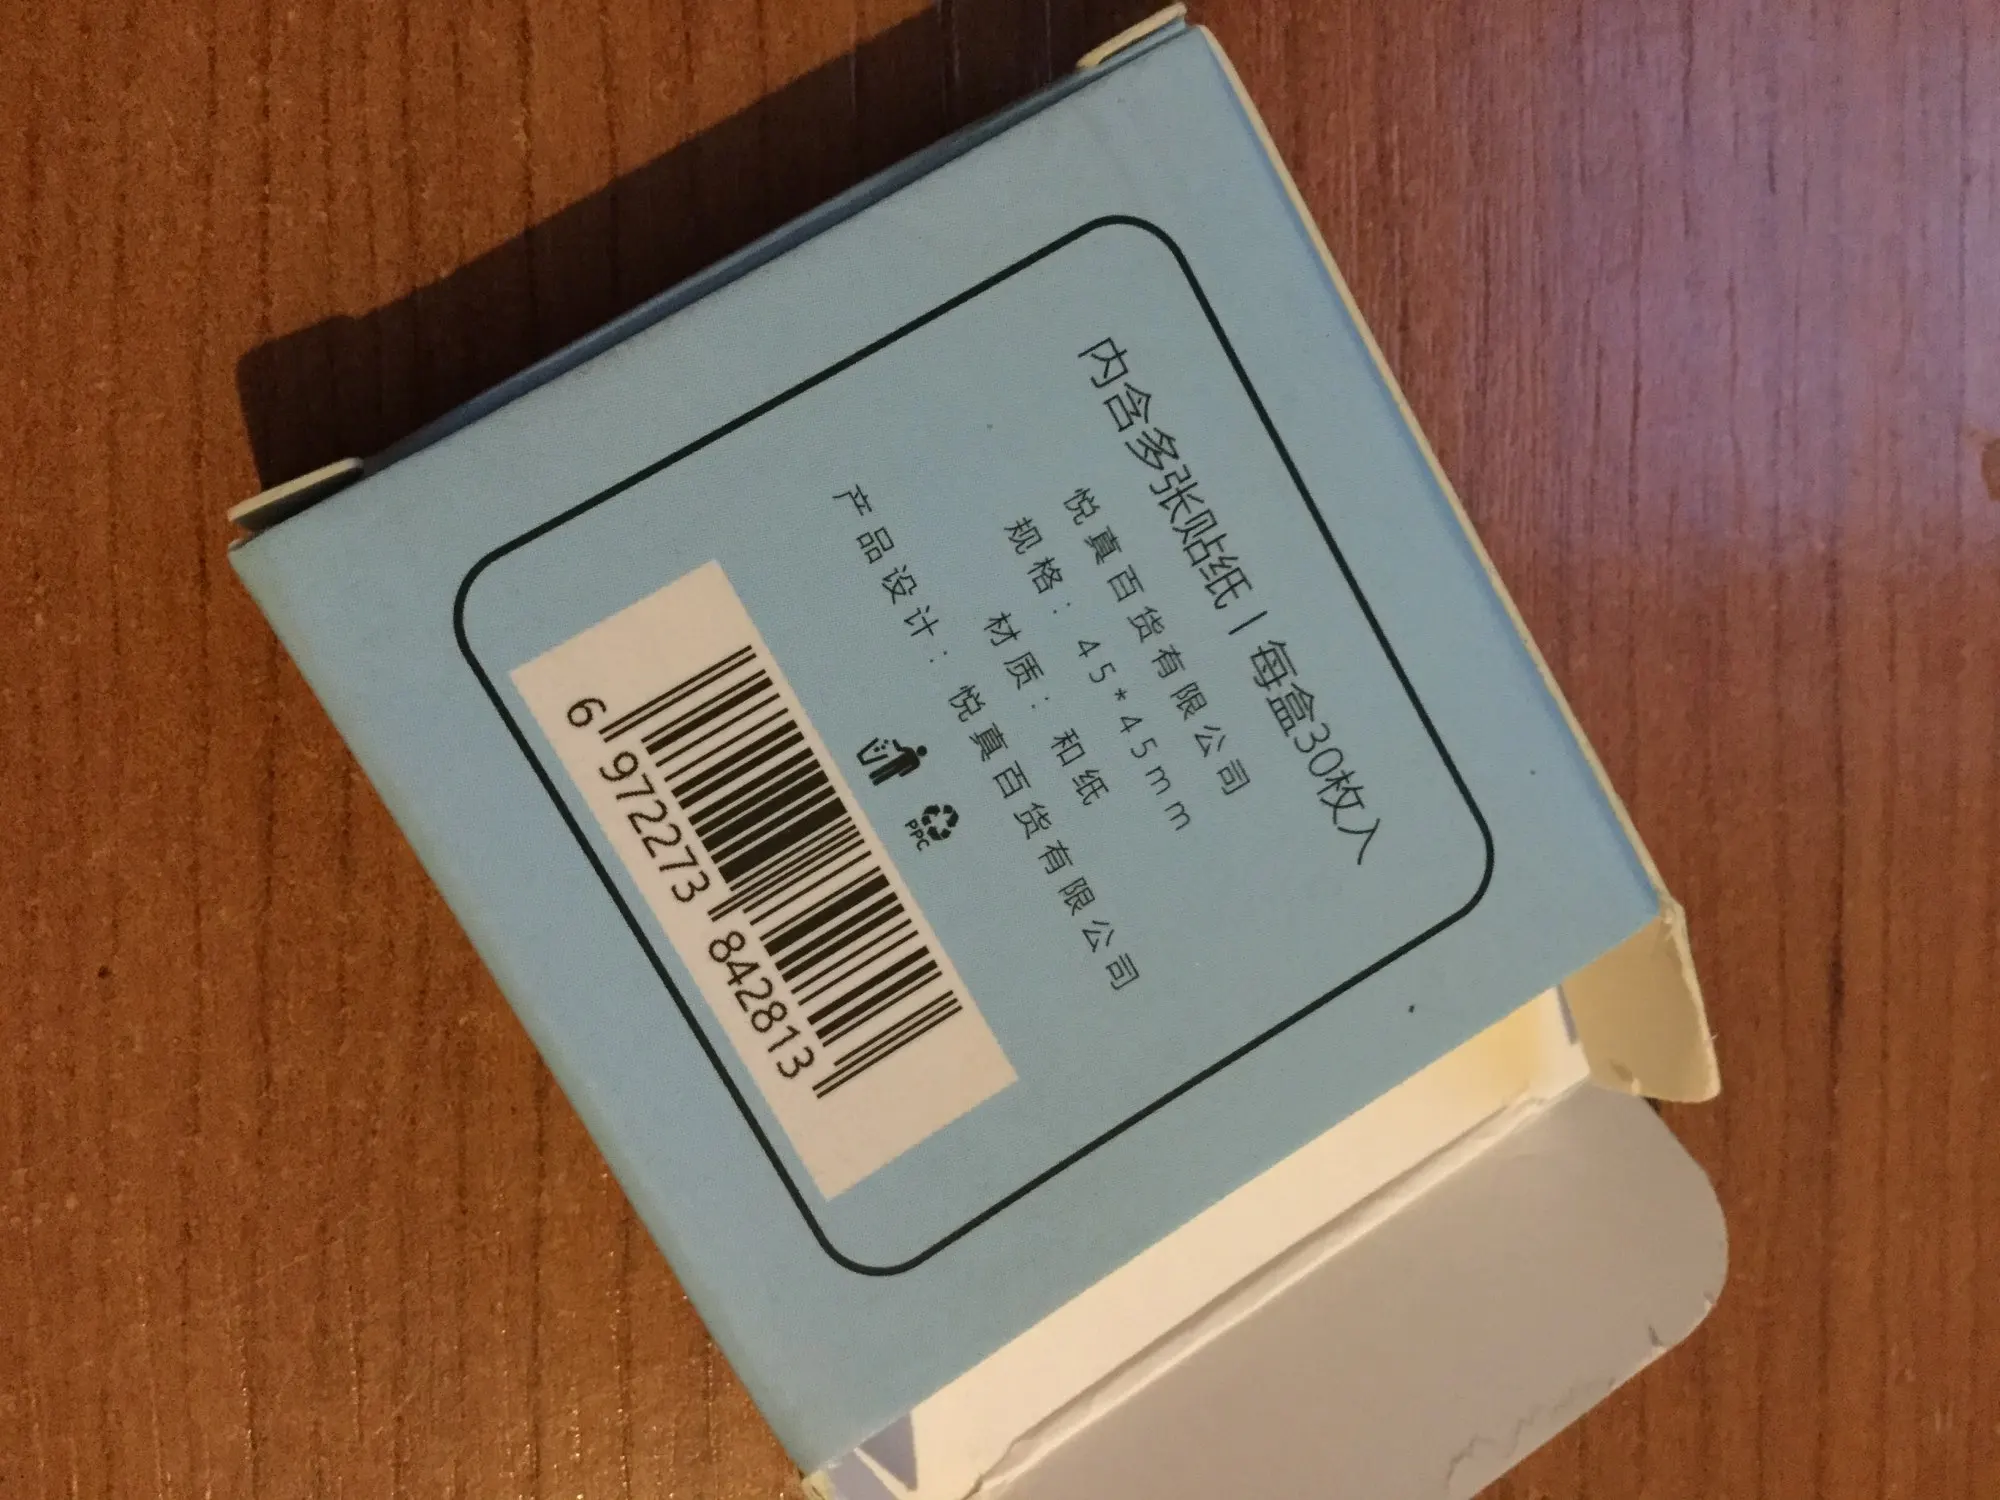 内含多张贴纸 | 每盒30枚入
悦真百货有限公司
规格：45*45mm
材质：和纸
产品设计：悦真百货有限公司
PPC
6 972273 842813